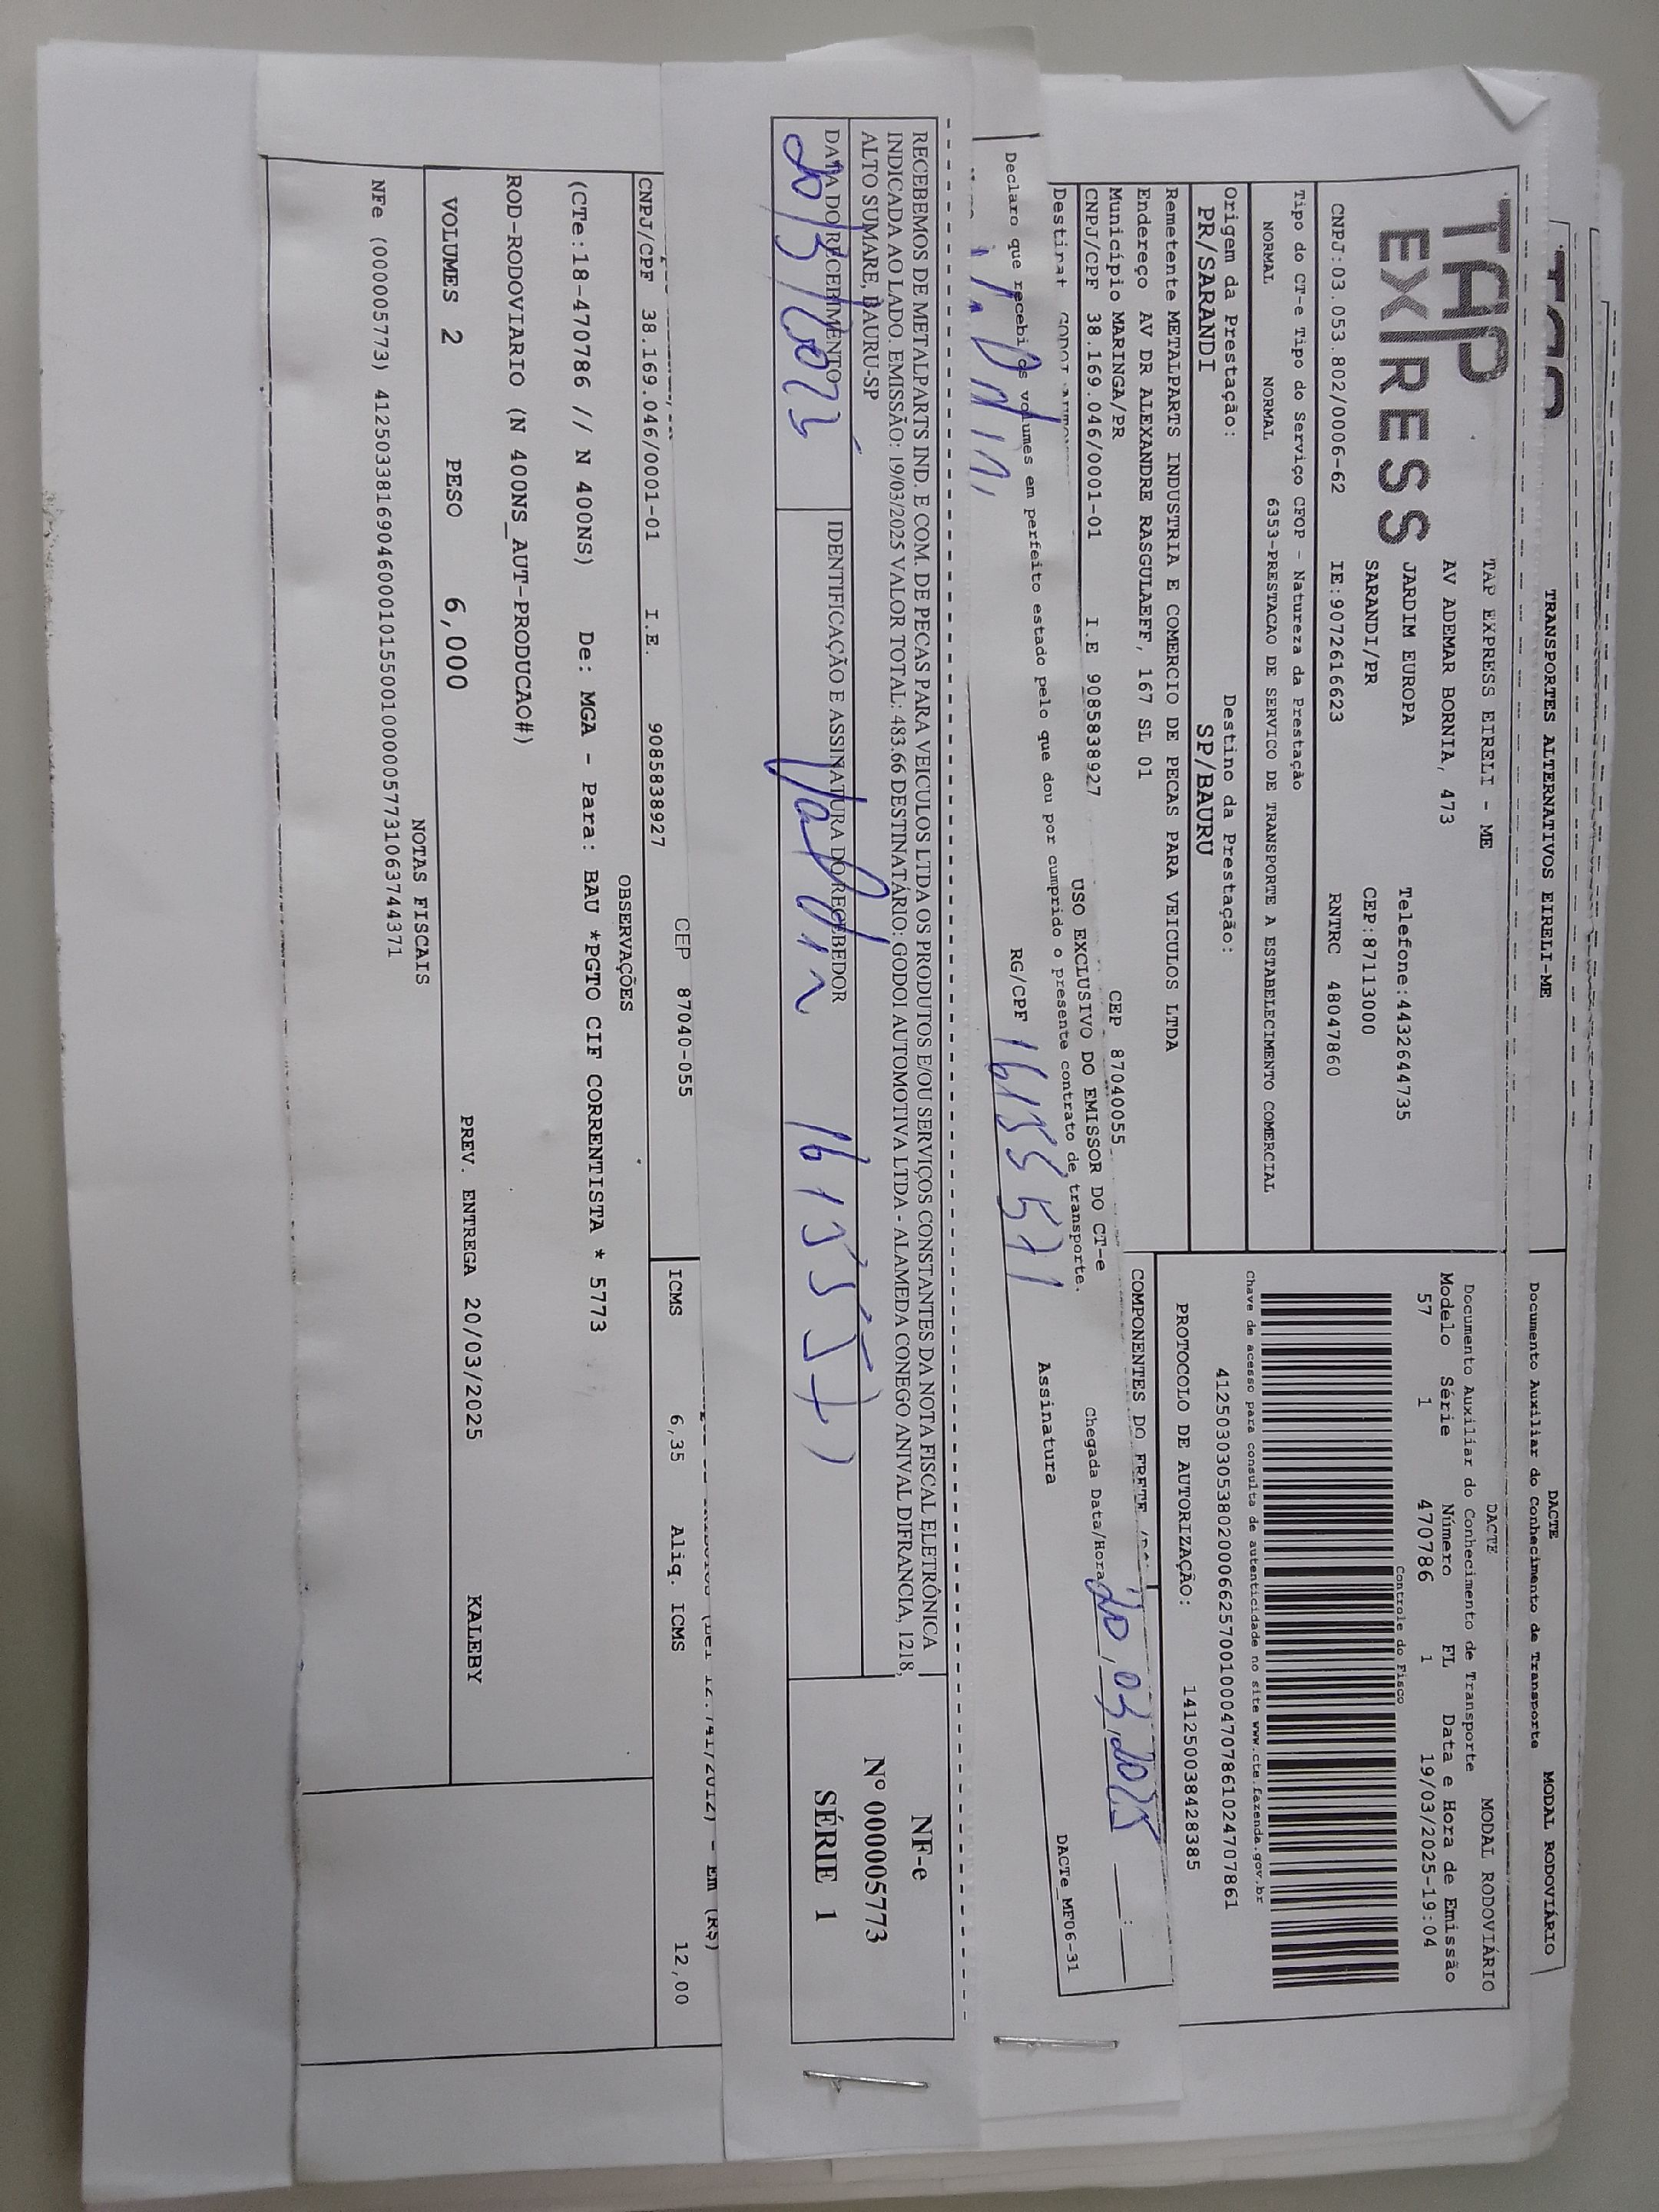 TRANSPORTES ALTERNATIVOS EIRELI-ME
DACTE MODAL RODOVIÁRIO
Documento Auxiliar do Conhecimento de Transporte
TAP EXPRESS
TAP EXPRESS EIRELI - ME
AV ADEMAR BORNIA, 473
JARDIM EUROPA Telefone:4432644735
SARANDI/PR CEP:87113000
CNPJ:03.053.802/0006-62 IE:9072616623 RNTRC 48047860
DACTE MODAL RODOVIÁRIO
Documento Auxiliar do Conhecimento de Transporte
Modelo Série Número FL Data e Hora de Emissão
57 1 470786 1 19/03/2025-19:04
Controle do Fisco
Tipo do CT-e Tipo do Serviço CFOP - Natureza da Prestação
NORMAL NORMAL 6353-PRESTACAO DE SERVICO DE TRANSPORTE A ESTABELECIMENTO COMERCIAL
Chave de acesso para consulta de autenticidade no site www.cte.fazenda.gov.br
41250303053802000662570010004707861024707861
Origem da Prestação: Destino da Prestação:
PR/SARANDI SP/BAURU
PROTOCOLO DE AUTORIZAÇÃO: 141250038428385
Remetente METALPARTS INDUSTRIA E COMERCIO DE PECAS PARA VEICULOS LTDA
Endereço AV DR ALEXANDRE RASGULAEFF, 167 SL 01
Município MARINGA/PR CEP 87040055
CNPJ/CPF 38.169.046/0001-01 I.E 9085838927
COMPONENTES DO FRETE
USO EXCLUSIVO DO EMISSOR DO CT-e
Chegada Data/Hora 20/03/2025
Declaro que recebi os volumes em perfeito estado pelo que dou por cumprido o presente contrato de transporte.
RG/CPF 16155571 Assinatura DACTe_MF06-31
RECEBEMOS DE METALPARTS IND. E COM. DE PECAS PARA VEICULOS LTDA OS PRODUTOS E/OU SERVIÇOS CONSTANTES DA NOTA FISCAL ELETRÔNICA
INDICADA AO LADO. EMISSÃO: 19/03/2025 VALOR TOTAL: 483.66 DESTINATÁRIO: GODOI AUTOMOTIVA LTDA - ALAMEDA CONEGO ANIVAL DIFRANCIA, 1218,
ALTO SUMARE, BAURU-SP
DATA DO RECEBIMENTO IDENTIFICAÇÃO E ASSINATURA DO RECEBEDOR
NF-e
Nº 000005773
SÉRIE 1
CEP 87040-055
CNPJ/CPF 38.169.046/0001-01 I.E. 9085838927
ICMS 6,35 Aliq. ICMS 12,00
OBSERVAÇÕES
(CTe:18-470786 // N 400NS) De: MGA - Para: BAU *PGTO CIF CORRENTISTA * 5773
ROD-RODOVIARIO (N 400NS_AUT-PRODUCAO#)
VOLUMES 2 PESO 6,000 PREV. ENTREGA 20/03/2025 KALEBY
NOTAS FISCAIS
NFe (000005773) 41250338169046000101550010000057731063744371